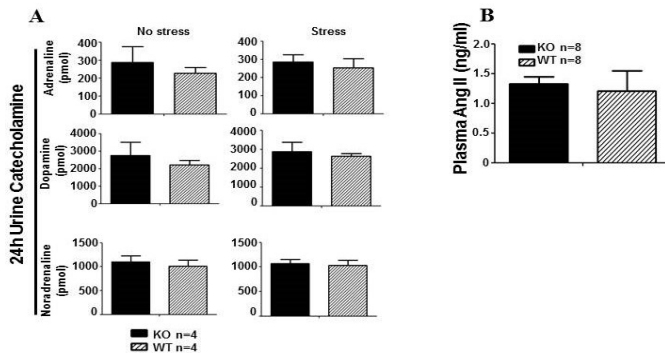 A
No stress
Stress
24h Urine Catecholamine
Adrenaline
(pmol)
400
300
200
100
0
400
300
200
100
0
Dopamine
(pmol)
4000
3000
2000
1000
0
4000
3000
2000
1000
0
Noradrenaline
(pmol)
1500
1000
500
0
1500
1000
500
0
KO n=4
WT n=4
B
KO n=8
WT n=8
Plasma Ang II (ng/ml)
2.0
1.5
1.0
0.5
0